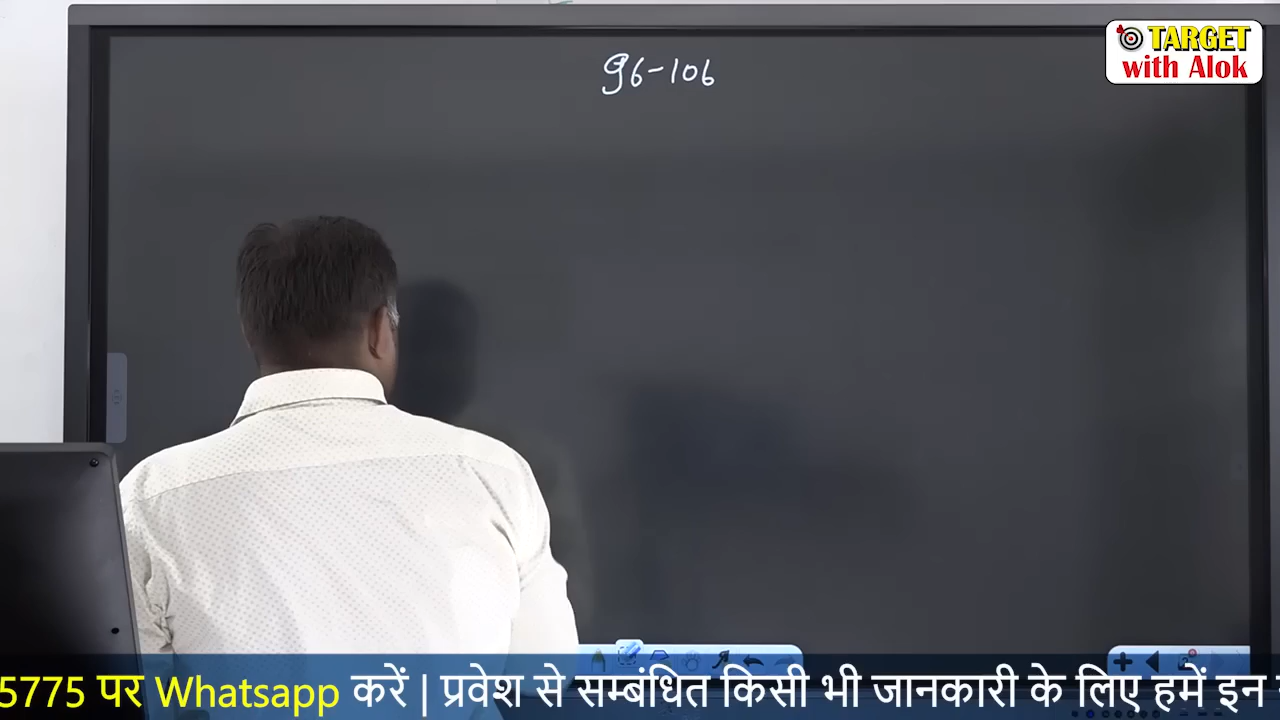 TARGET
with Alok
96-106
5775 पर Whatsapp करें | प्रवेश से सम्बंधित किसी भी जानकारी के लिए हमें इन